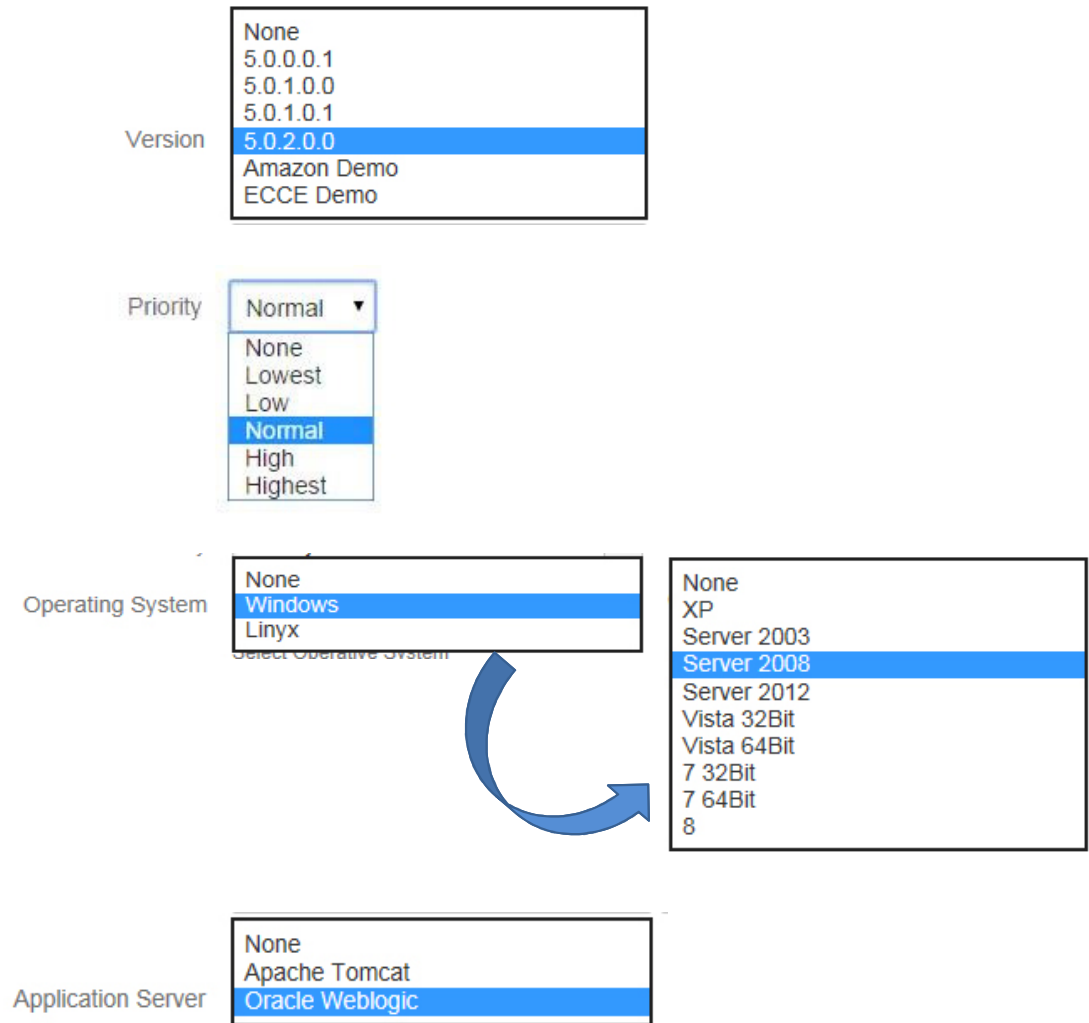 None
5.0.0.0.1
5.0.1.0.0
5.0.1.0.1
Version 5.0.2.0.0
Amazon Demo
ECCE Demo
Priority Normal
None
Lowest
Low
Normal
High
Highest
None
Operating System Windows
Linyx
Select Operative System
None
XP
Server 2003
Server 2008
Server 2012
Vista 32Bit
Vista 64Bit
7 32Bit
7 64Bit
8
None
Apache Tomcat
Application Server Oracle Weblogic